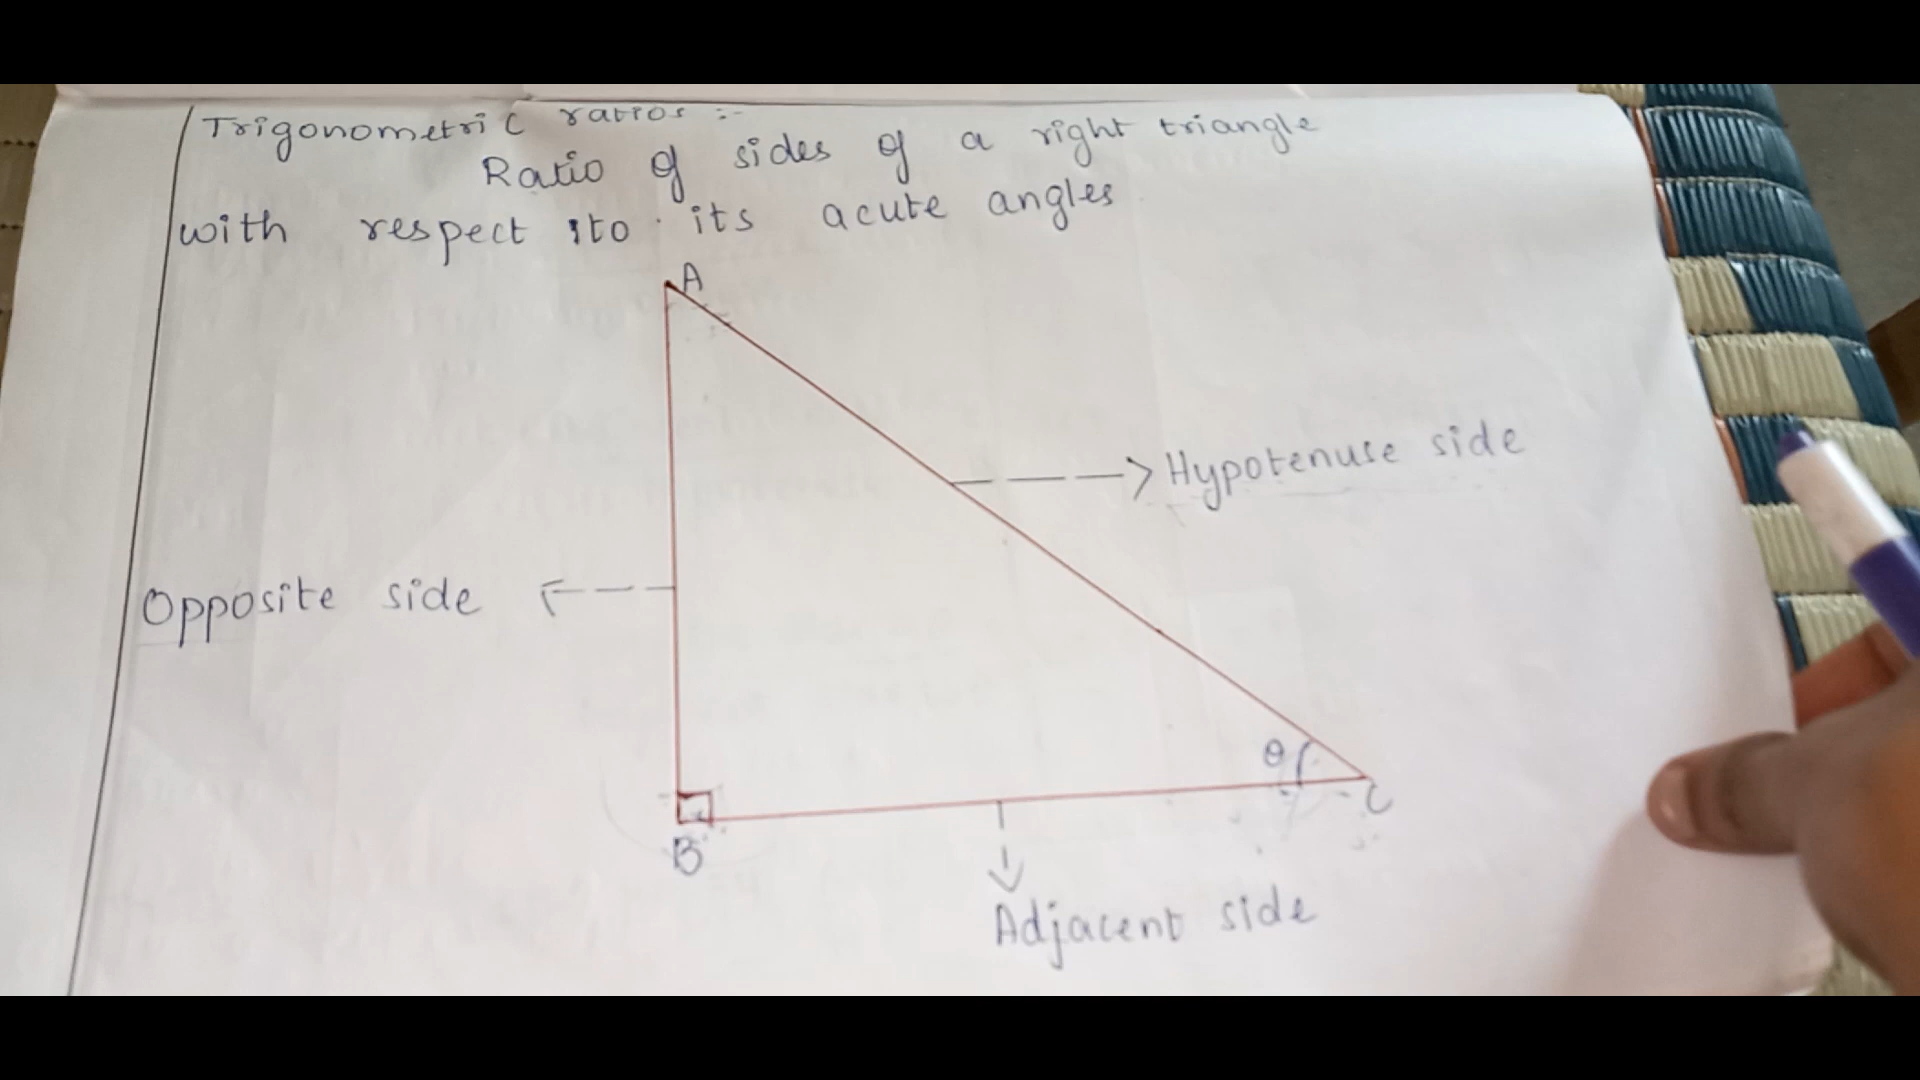 Trigonometric ratios :-
Ratio of sides of a right triangle
with respect to its acute angles
A
Hypotenuse side
Opposite side
θ
C
B
Adjacent side